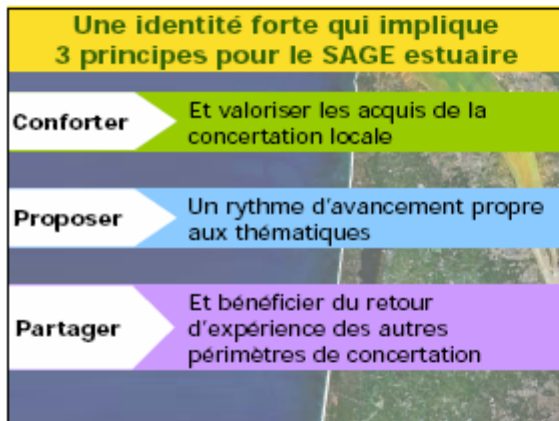 Une identité forte qui implique
3 principes pour le SAGE estuaire
Conforter
Et valoriser les acquis de la
concertation locale
Proposer
Un rythme d'avancement propre
aux thématiques
Partager
Et bénéficier du retour
d'expérience des autres
périmètres de concertation